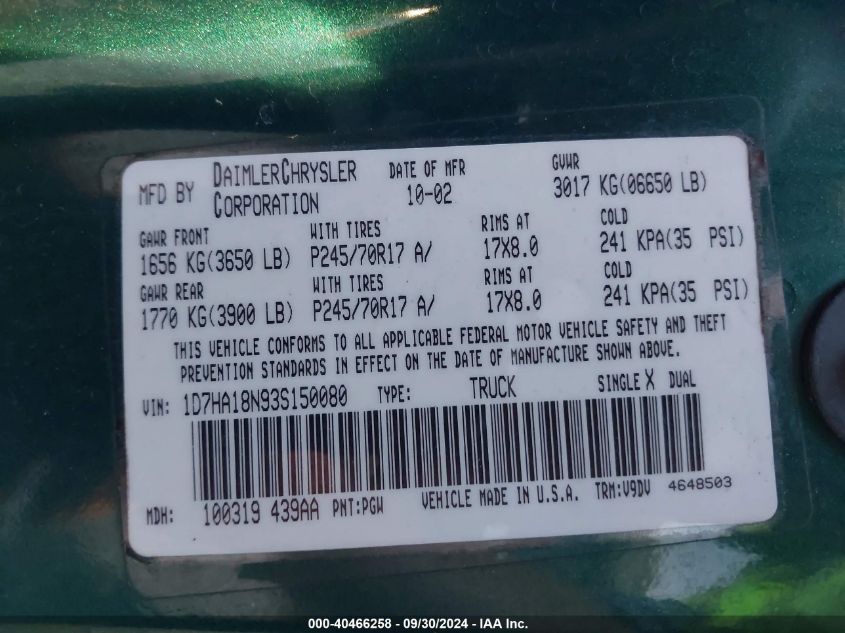 MFD BY DAIMLERCHRYSLER CORPORATION DATE OF MFR 10-02 GVWR 3017 KG(06650 LB)
GAWR FRONT WITH TIRES RIMS AT COLD
1656 KG(3650 LB) P245/70R17 A/ 17X8.0 241 KPA(35 PSI)
GAWR REAR WITH TIRES RIMS AT COLD
1770 KG(3900 LB) P245/70R17 A/ 17X8.0 241 KPA(35 PSI)
THIS VEHICLE CONFORMS TO ALL APPLICABLE FEDERAL MOTOR VEHICLE SAFETY AND THEFT
PREVENTION STANDARDS IN EFFECT ON THE DATE OF MANUFACTURE SHOWN ABOVE.
VIN: 1D7HA18N93S150080 TYPE: TRUCK SINGLE X DUAL
MDH: 100319 439AA PNT:PGW VEHICLE MADE IN U.S.A. TRM:V9DV 4648503
000-40466258 - 09/30/2024 - IAA Inc.